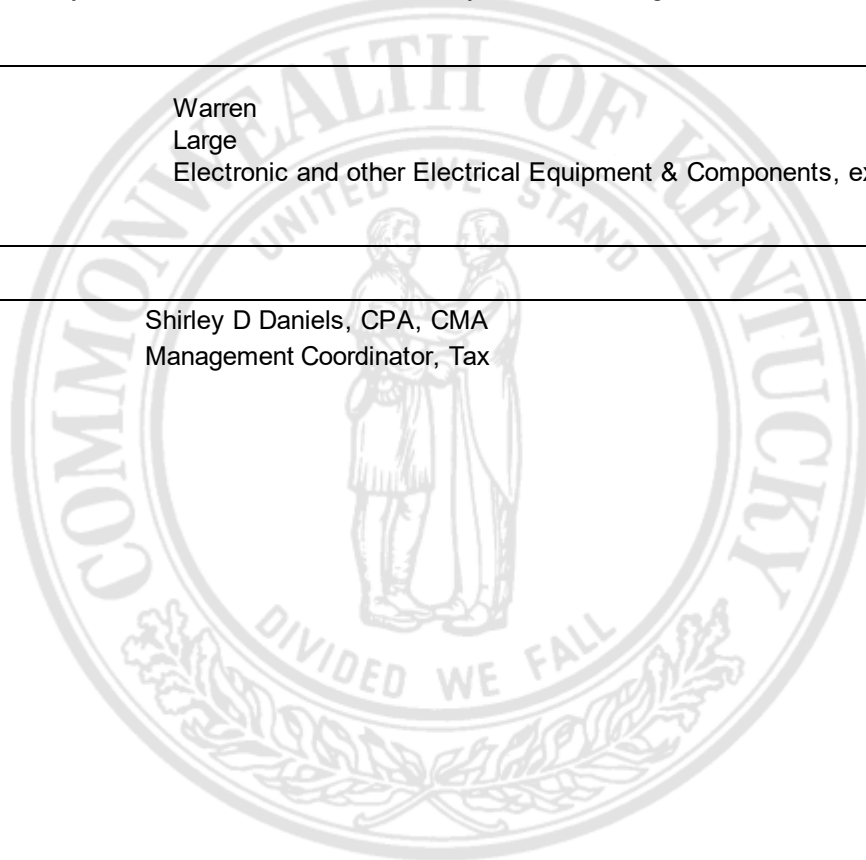 Warren
Large
Electronic and other Electrical Equipment & Components,
Shirley D Daniels, CPA, CMA
Management Coordinator, Tax
COMMONWEALTH OF KENTUCKY
UNITED WE STAND
DIVIDED WE FALL